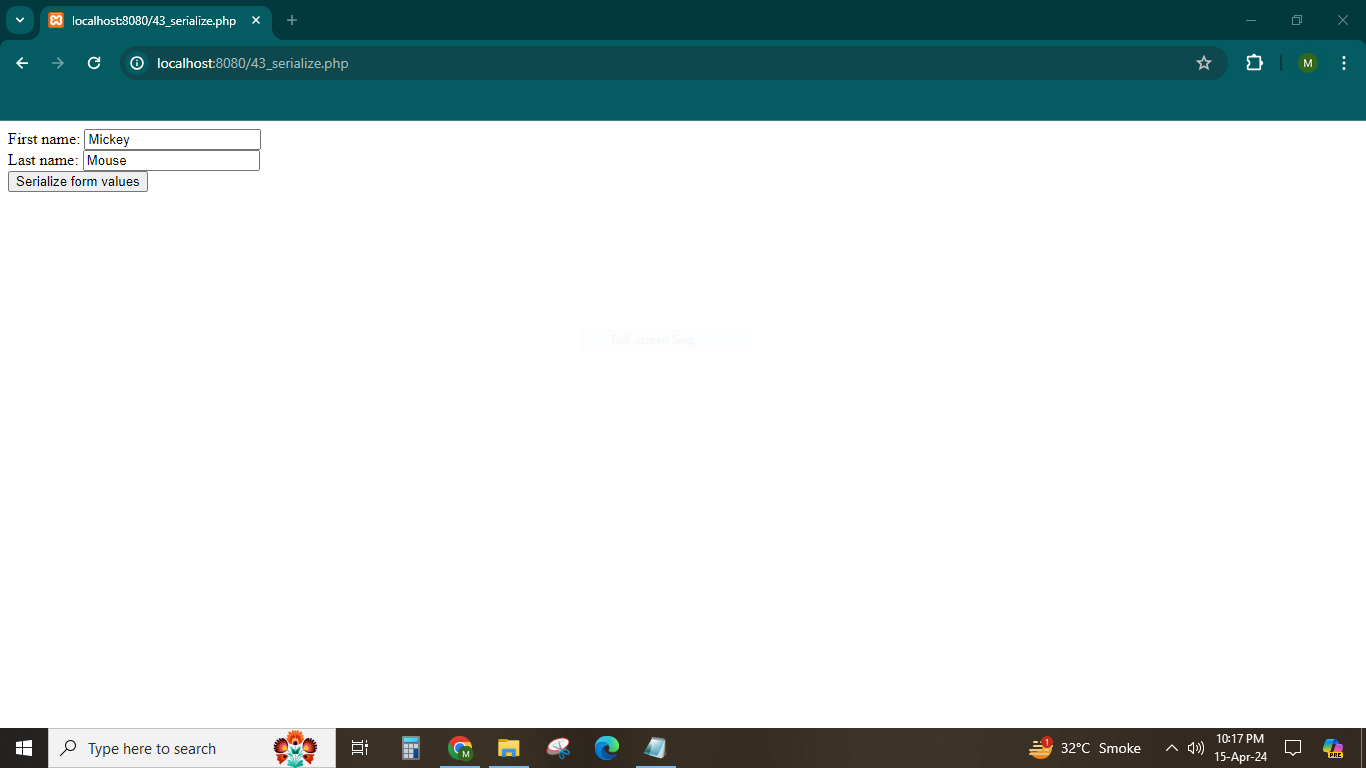 localhost:8080/43_serialize.php
localhost:8080/43_serialize.php
M
First name: Mickey
Last name: Mouse
Serialize form values
Full-screen Snip
Type here to search
M
1
32°C Smoke
10:17 PM
15-Apr-24
PRE